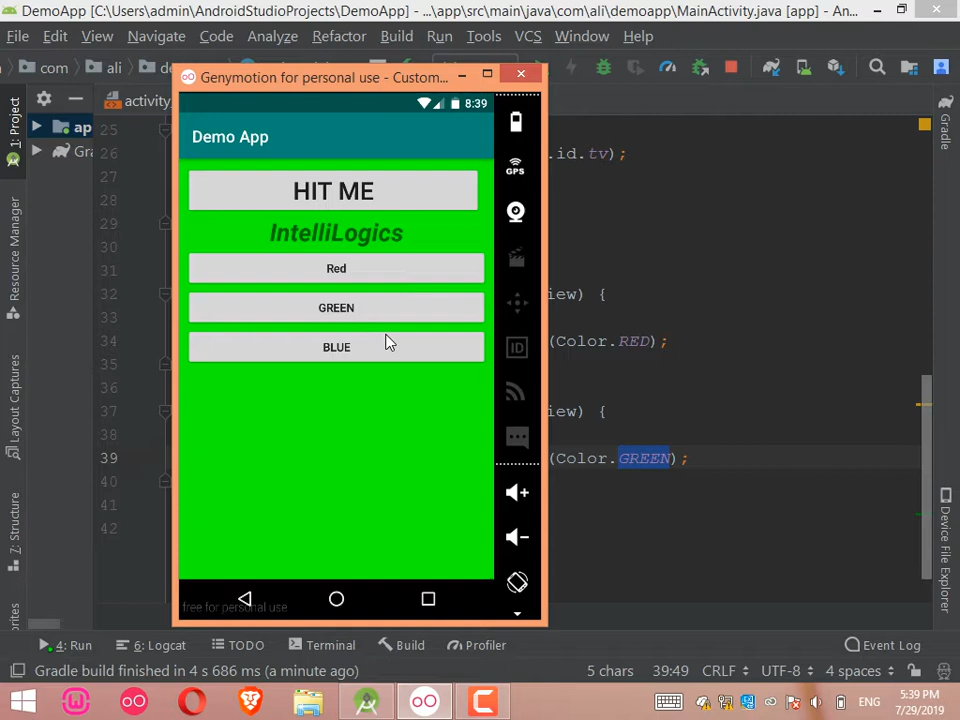 DemoApp [C:\Users\admin\AndroidStudioProjects\DemoApp] - ...\app\src\main\java\com\ali\demoapp\MainActivity.java [app] - An...
File Edit View Navigate Code Analyze Refactor Build Run Tools VCS Window Help
com ali
Genymotion for personal use - Custom...
1: Project
Resource Manager
Layout Captures
7: Structure
activity_
ap
Gra
8:39
Demo App
HIT ME
IntelliLogics
Red
GREEN
BLUE
free for personal use
GPS
ID
25
26 .id.tv);
27
28
29
30
31
32 iew) {
33
34 (Color.RED);
35
36
37 iew) {
38
39 (Color.GREEN);
40
41
42
Gradle
Device File Explorer
4: Run 6: Logcat TODO Terminal Build Profiler Event Log
Gradle build finished in 4 s 686 ms (a minute ago) 5 chars 39:49 CRLF UTF-8 4 spaces
ENG
5:39 PM
7/29/2019